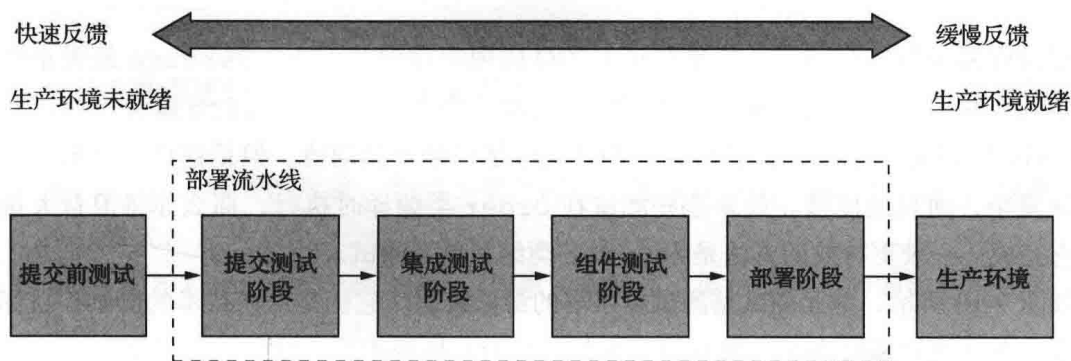 快速反馈
缓慢反馈
生产环境未就绪
生产环境就绪
部署流水线
提交前测试
提交测试
阶段
集成测试
阶段
组件测试
阶段
部署阶段
生产环境